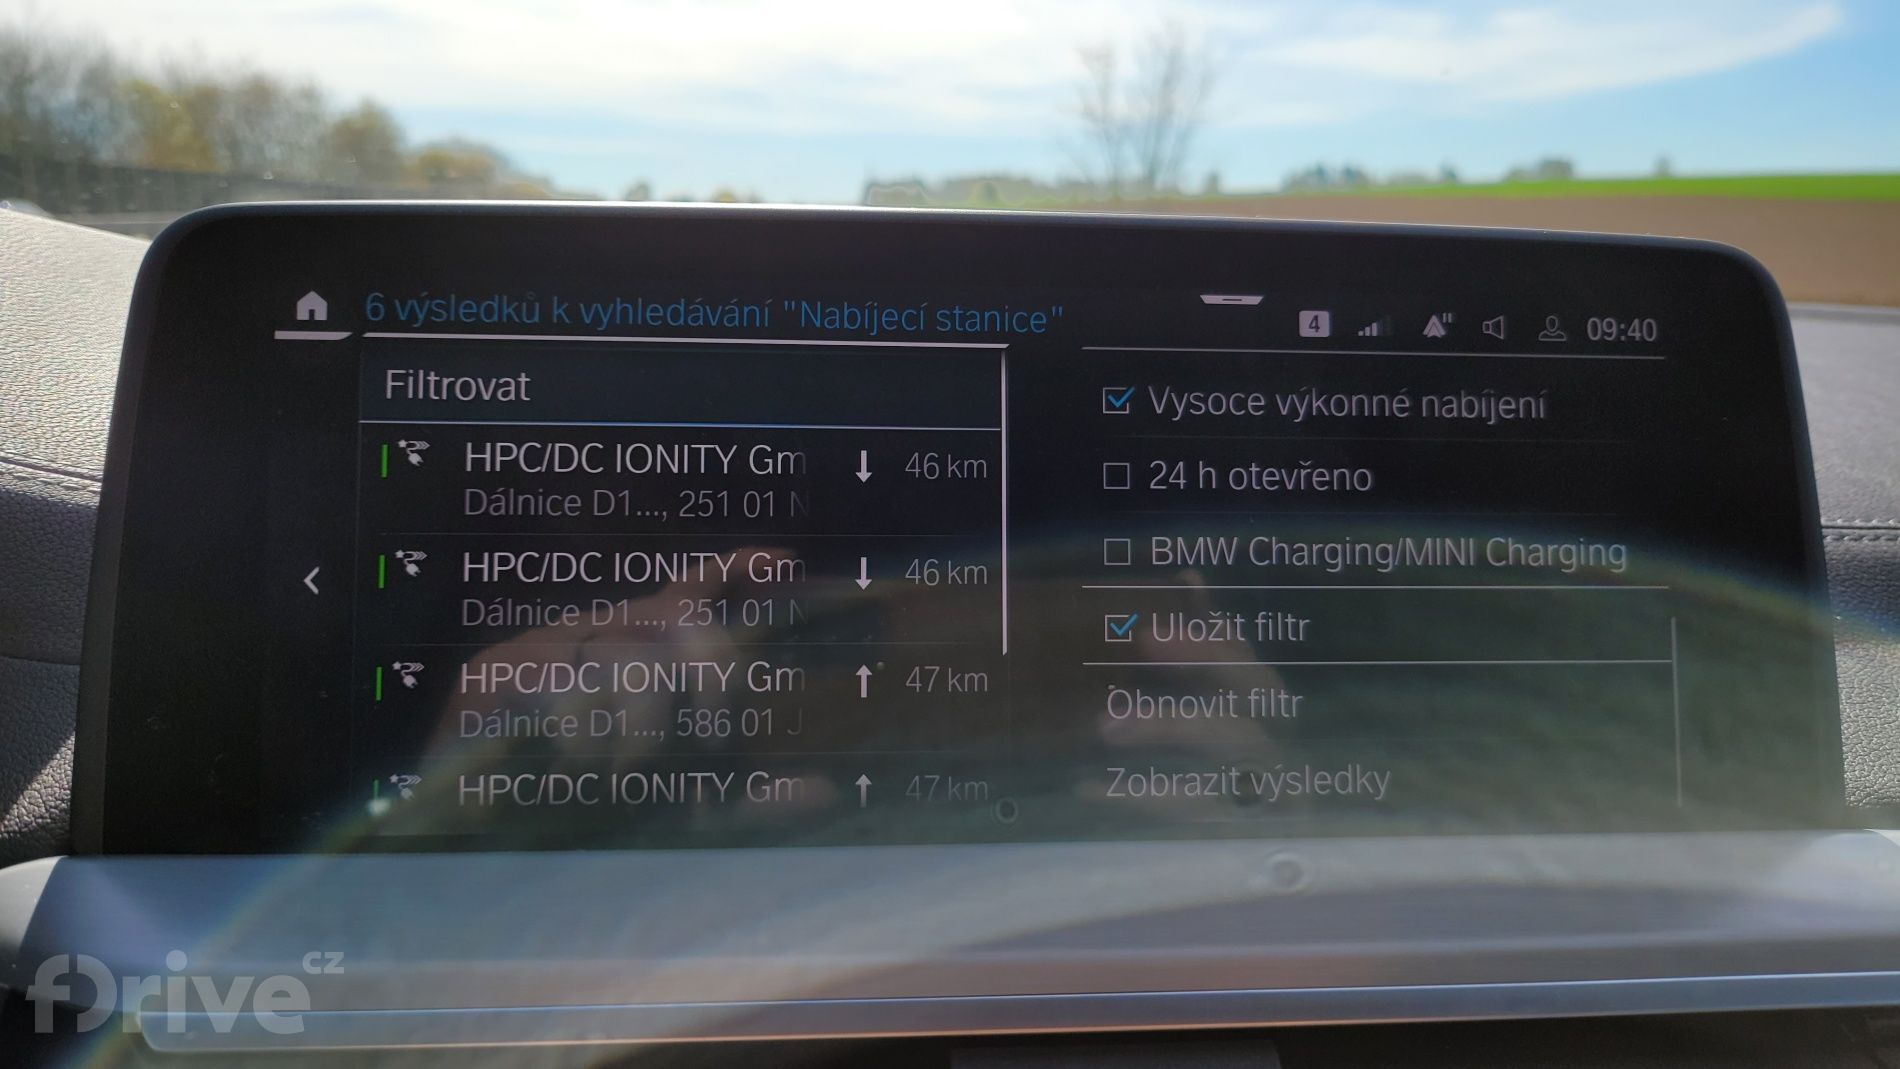 6 výsledků k vyhledávání "Nabíjecí stanice"
4
09:40
Filtrovat
HPC/DC IONITY Gm
46 km
Dálnice D1..., 251 01 N
HPC/DC IONITY Gm
46 km
Dálnice D1..., 251 01 N
HPC/DC IONITY Gm
47 km
Dálnice D1..., 586 01 J
HPC/DC IONITY Gm
47 km
Vysoce výkonné nabíjení
24 h otevřeno
BMW Charging/MINI Charging
Uložit filtr
Obnovit filtr
Zobrazit výsledky
fDrive.cz